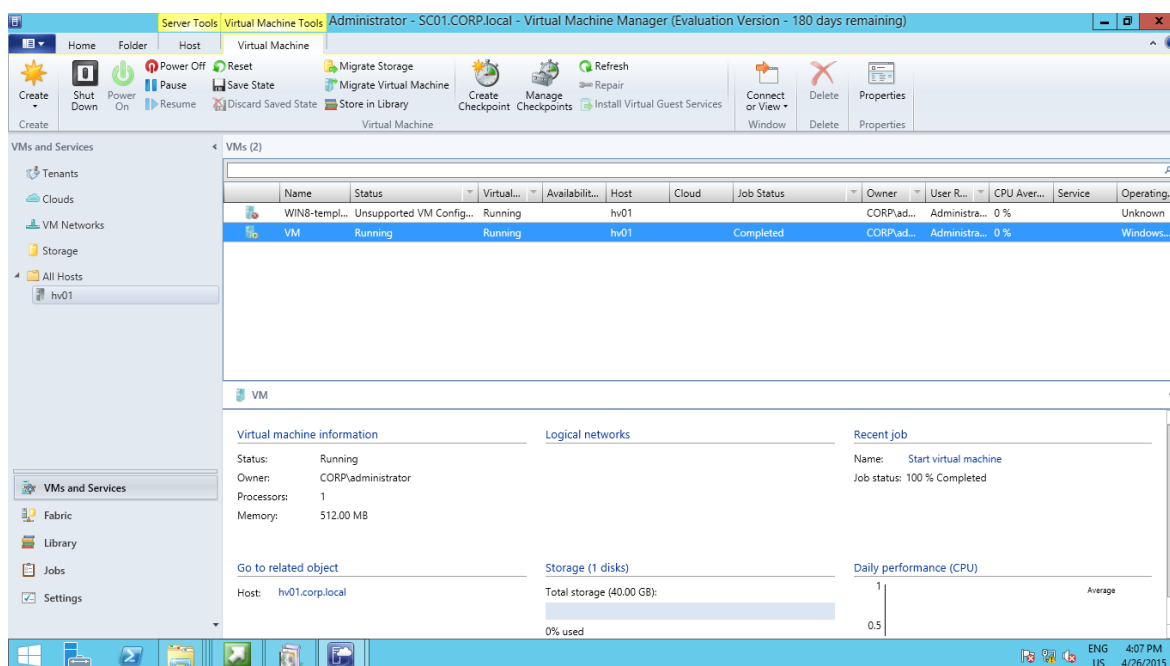 Server Tools Virtual Machine Tools Administrator - SC01.CORP.local - Virtual Machine Manager (Evaluation Version - 180 days remaining)
Home Folder Host Virtual Machine
Create
Shut Down
Power On
Power Off
Pause
Resume
Reset
Save State
Discard Saved State
Migrate Storage
Migrate Virtual Machine
Store in Library
Create Checkpoint
Manage Checkpoints
Refresh
Repair
Install Virtual Guest Services
Connect or View
Delete
Properties
Create Virtual Machine Window Delete Properties
VMs and Services
Tenants
Clouds
VM Networks
Storage
All Hosts
hv01
VMs (2)
Name Status Virtual... Availabilit... Host Cloud Job Status Owner User R... CPU Aver... Service Operating.
WIN8-templ... Unsupported VM Config... Running hv01 CORP\ad... Administra... 0 % Unknown
VM Running Running hv01 Completed CORP\ad... Administra... 0 % Windows...
VM
Virtual machine information
Status: Running
Owner: CORP\administrator
Processors: 1
Memory: 512.00 MB
Logical networks
Recent job
Name: Start virtual machine
Job status: 100 % Completed
Go to related object
Host: hv01.corp.local
Storage (1 disks)
Total storage (40.00 GB):
0% used
Daily performance (CPU)
1
0.5
Average
VMs and Services
Fabric
Library
Jobs
Settings
ENG 4:07 PM
US 4/26/2015